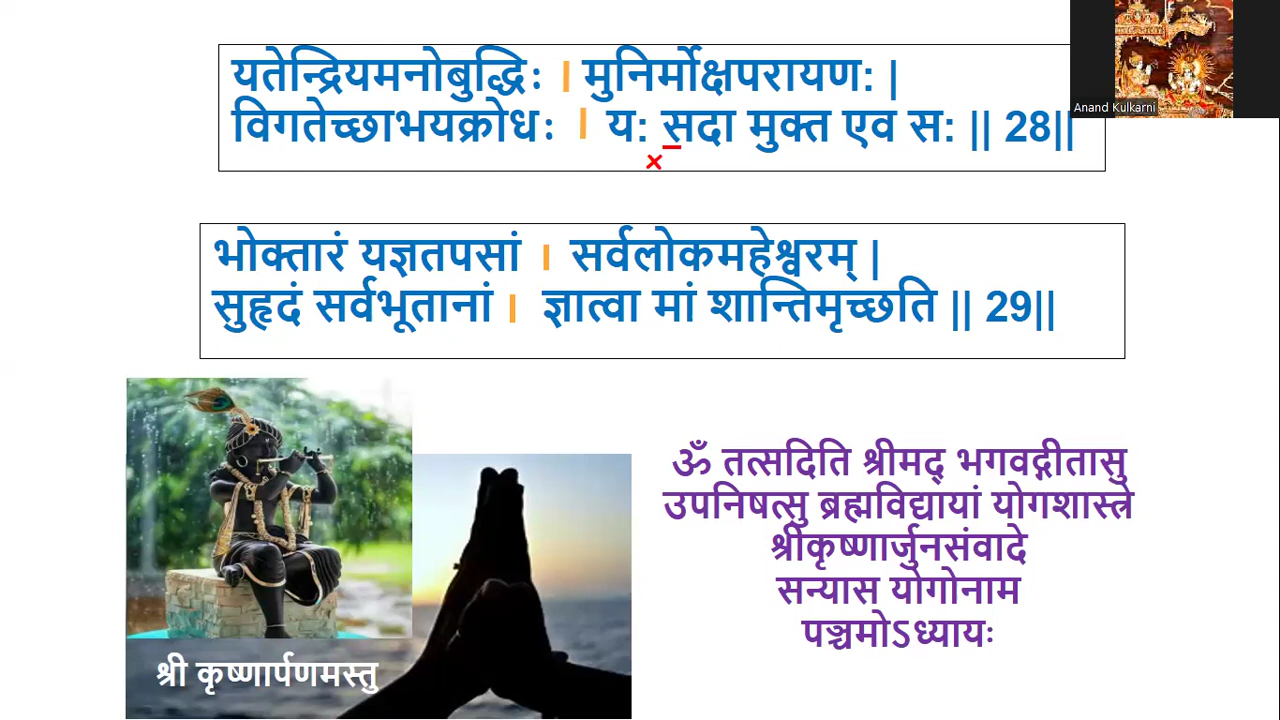 यतेन्द्रियमनोबुद्धिः । मुनिर्मोक्षपरायण: |
विगतेच्छाभयक्रोधः । य: सदा मुक्त एव स: || 28||
×
Anand Kulkarni
भोक्तारं यज्ञतपसां । सर्वलोकमहेश्वरम् |
सुहृदं सर्वभूतानां । ज्ञात्वा मां शान्तिमृच्छति || 29||
ॐ तत्सदिति श्रीमद् भगवद्गीतासु
उपनिषत्सु ब्रह्मविद्यायां योगशास्त्रे
श्रीकृष्णार्जुनसंवादे
सन्यास योगोनाम
पञ्चमोऽध्यायः
श्री कृष्णार्पणमस्तु